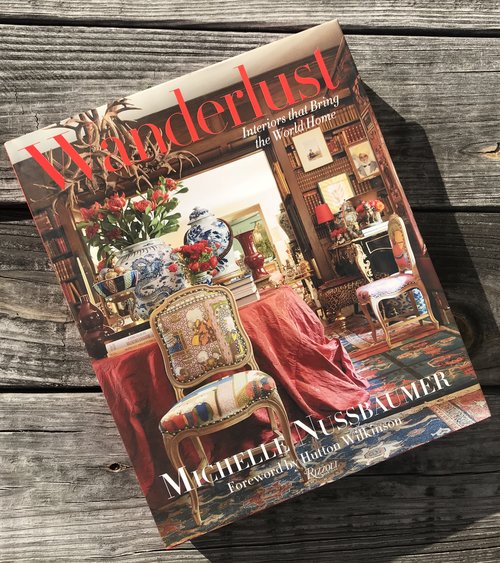 Wanderlust
Interiors that Bring
the World Home
MICHELLE NUSSBAUMER
Foreword by Hutton Wilkinson
Rizzoli